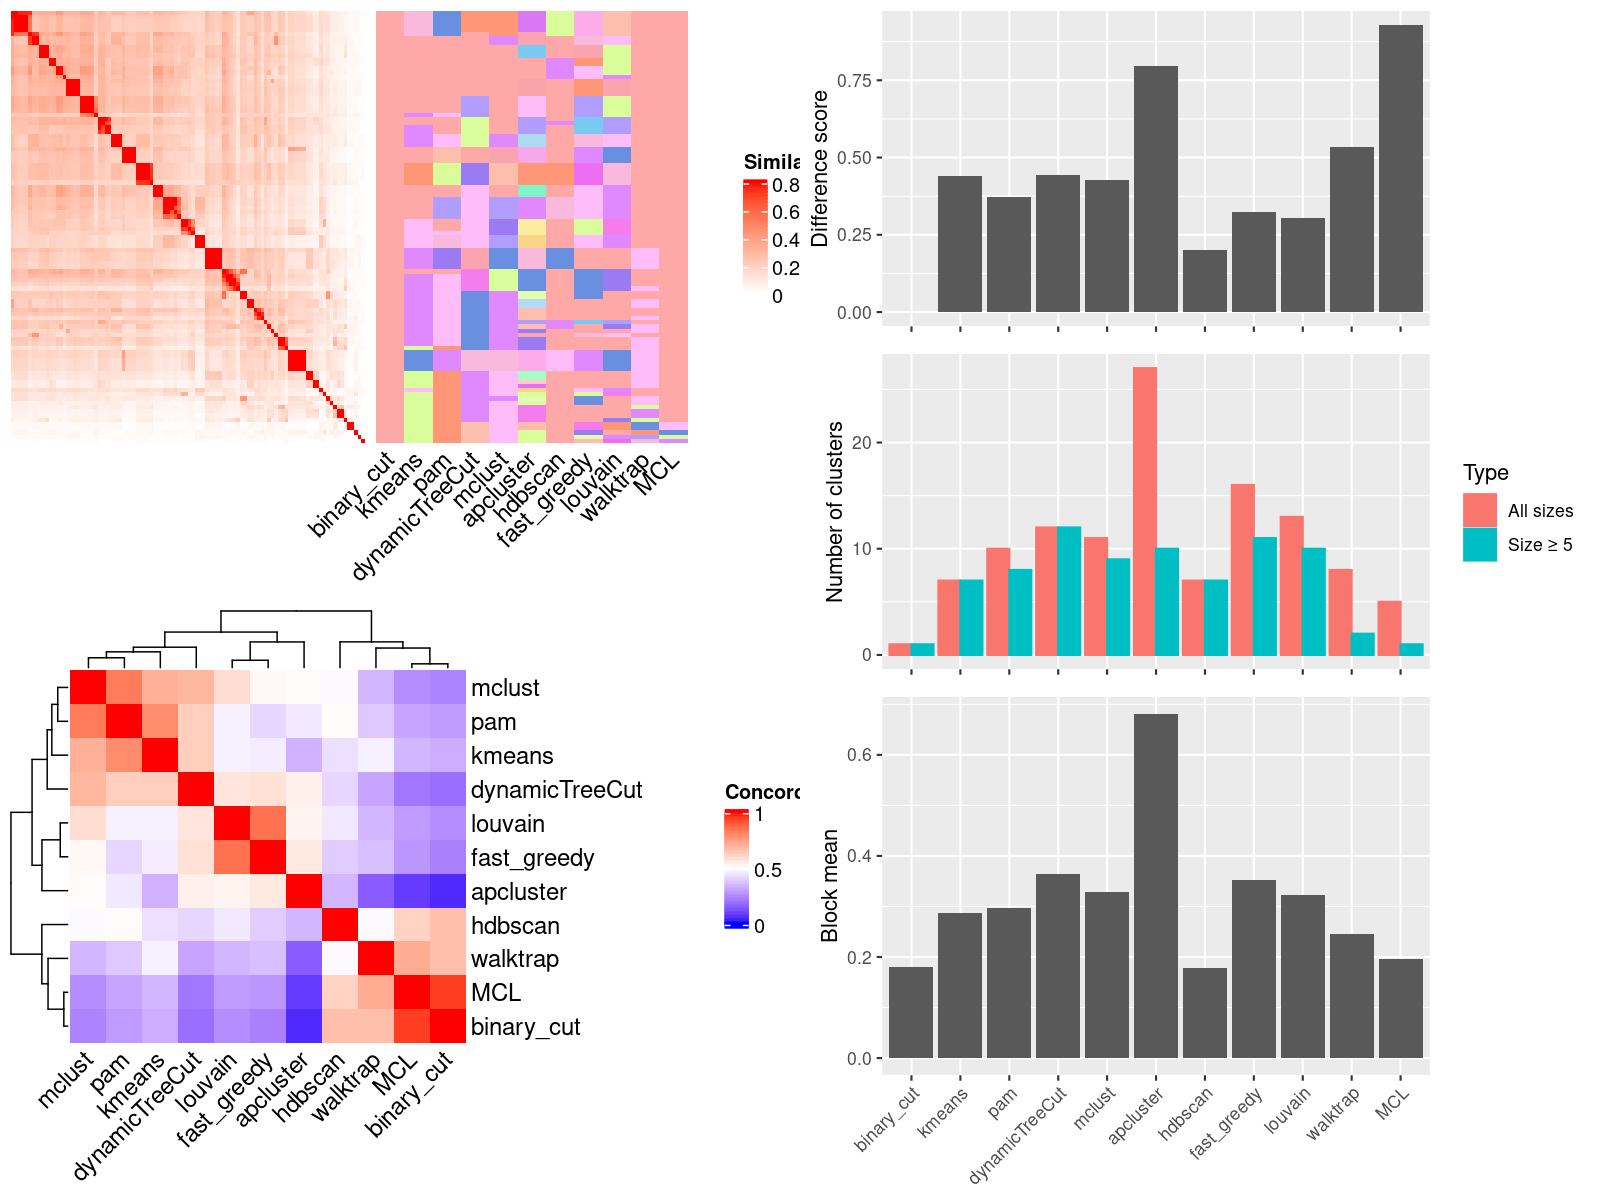 Simila
0.8
0.6
0.4
0.2
0
binary_cut
kmeans
pam
dynamicTreeCut
mclust
apcluster
hdbscan
fast_greedy
louvain
walktrap
MCL
mclust
pam
kmeans
dynamicTreeCut
louvain
fast_greedy
apcluster
hdbscan
walktrap
MCL
binary_cut
Concord
1
0.5
0
mclust
pam
kmeans
dynamicTreeCut
louvain
fast_greedy
apcluster
hdbscan
walktrap
MCL
binary_cut
Difference score
0.75
0.50
0.25
0.00
Number of clusters
20
10
0
Type
All sizes
Size ≥ 5
Block mean
0.6
0.4
0.2
0.0
binary_cut
kmeans
pam
dynamicTreeCut
mclust
apcluster
hdbscan
fast_greedy
louvain
walktrap
MCL